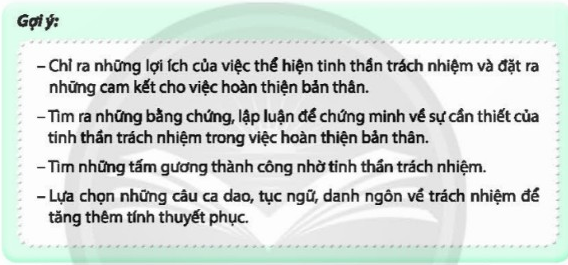 Gợi ý:
– Chỉ ra những lợi ích của việc thể hiện tinh thần trách nhiệm và đặt ra
những cam kết cho việc hoàn thiện bản thân.
– Tìm ra những bằng chứng, lập luận để chứng minh về sự cần thiết của
tinh thần trách nhiệm trong việc hoàn thiện bản thân.
– Tìm những tấm gương thành công nhờ tinh thần trách nhiệm.
– Lựa chọn những câu ca dao, tục ngữ, danh ngôn về trách nhiệm để
tăng thêm tính thuyết phục.